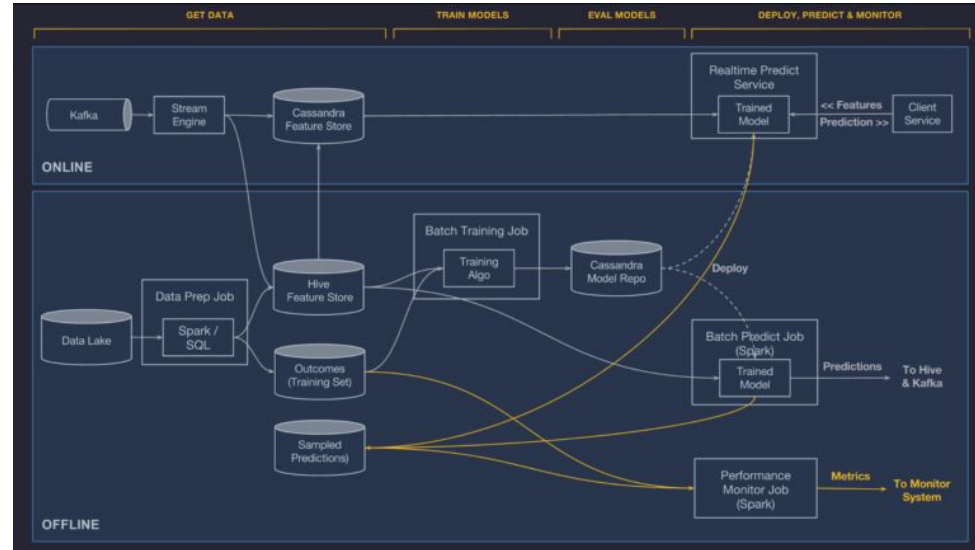 GET DATA
TRAIN MODELS
EVAL MODELS
DEPLOY, PREDICT & MONITOR
Realtime Predict
Service
Kafka
Stream
Engine
Cassandra
Feature Store
Trained
Model
<< Features
Prediction >>
Client
Service
ONLINE
Batch Training Job
Training
Algo
Cassandra
Model Repo
Deploy
Hive
Feature Store
Data Prep Job
Spark /
SQL
Data Lake
Outcomes
(Training Set)
Batch Predict Job
(Spark)
Trained
Model
Predictions
To Hive
& Kafka
Sampled
Predictions)
Performance
Monitor Job
(Spark)
Metrics
To Monitor
System
OFFLINE